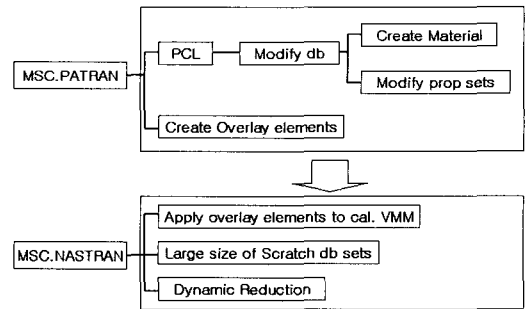 MSC.PATRAN
PCL
Modify db
Create Material
Modify prop sets
Create Overlay elements
MSC.NASTRAN
Apply overlay elements to cal. VMM
Large size of Scratch db sets
Dynamic Reduction